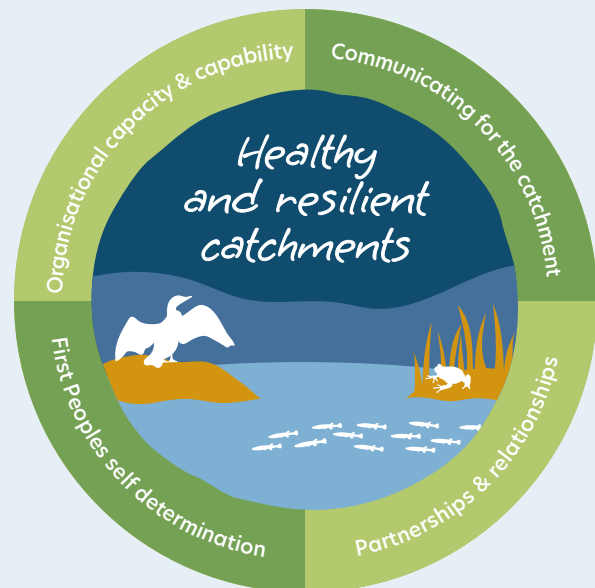 Organisational capacity & capability
Communicating for the catchment
Healthy
and resilient
catchments
First Peoples self determination
Partnerships & relationships